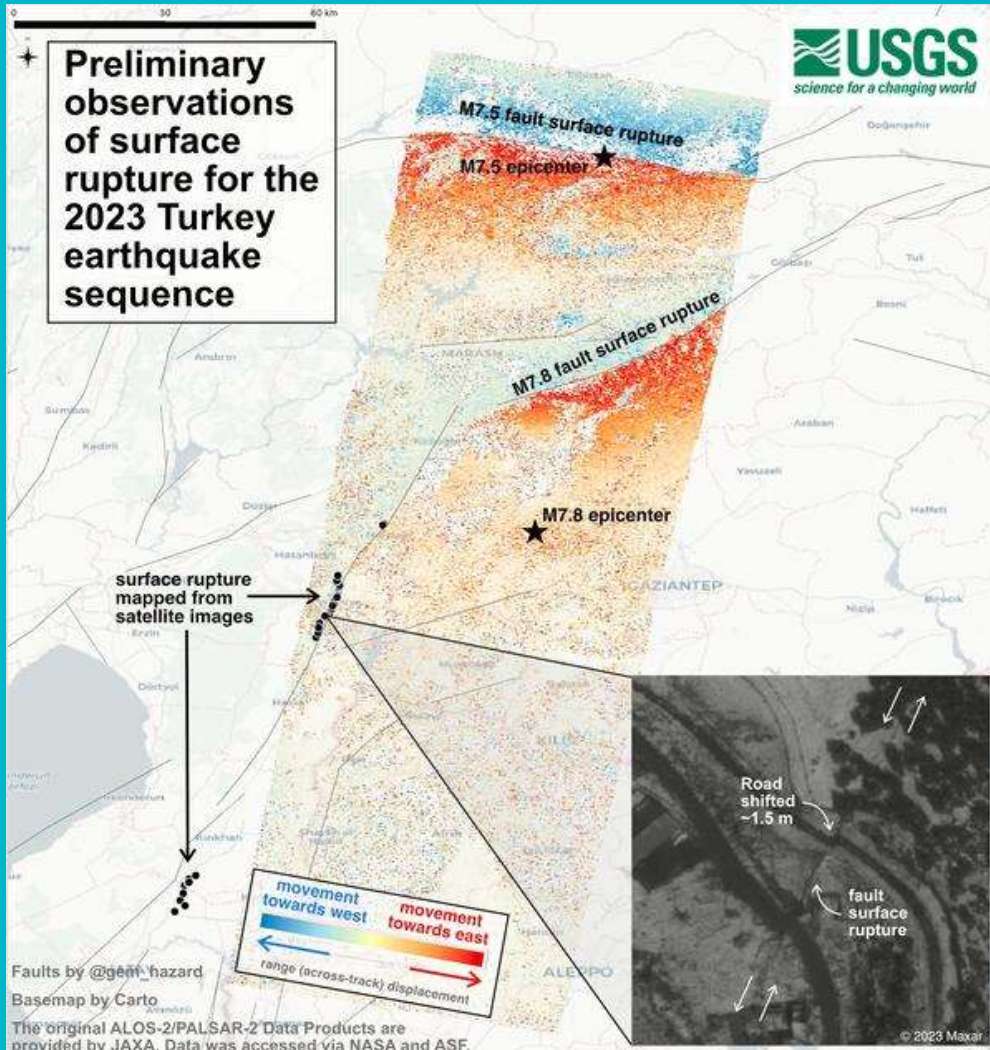 30
60 km
Preliminary
observations
of surface
rupture for the
2023 Turkey
earthquake
sequence
USGS
science for a changing world
Doğanşehir
M7.5 fault surface rupture
M7.5 epicenter
Gölbaşı
Tut
Besni
MARASH
M7.8 fault surface rupture
Andırın
Sumbas
Kadirli
Araban
Yavuzeli
Halfeti
Düziçi
M7.8 epicenter
Hasanbeyli
GAZIANTEP
Nizip
Birecik
surface rupture
mapped from
satellite images
Erzin
Dörtyol
Hassa
KILIS
İskenderun
Kırıkhan
Afrin
Road
shifted
~1.5 m
fault
surface
rupture
movement
towards west
movement
towards east
range (across-track) displacement
ALEPPO
Faults by @gem_hazard
Basemap by Carto
The original ALOS-2/PALSAR-2 Data Products are
provided by JAXA. Data was accessed via NASA and ASF.
© 2023 Maxar